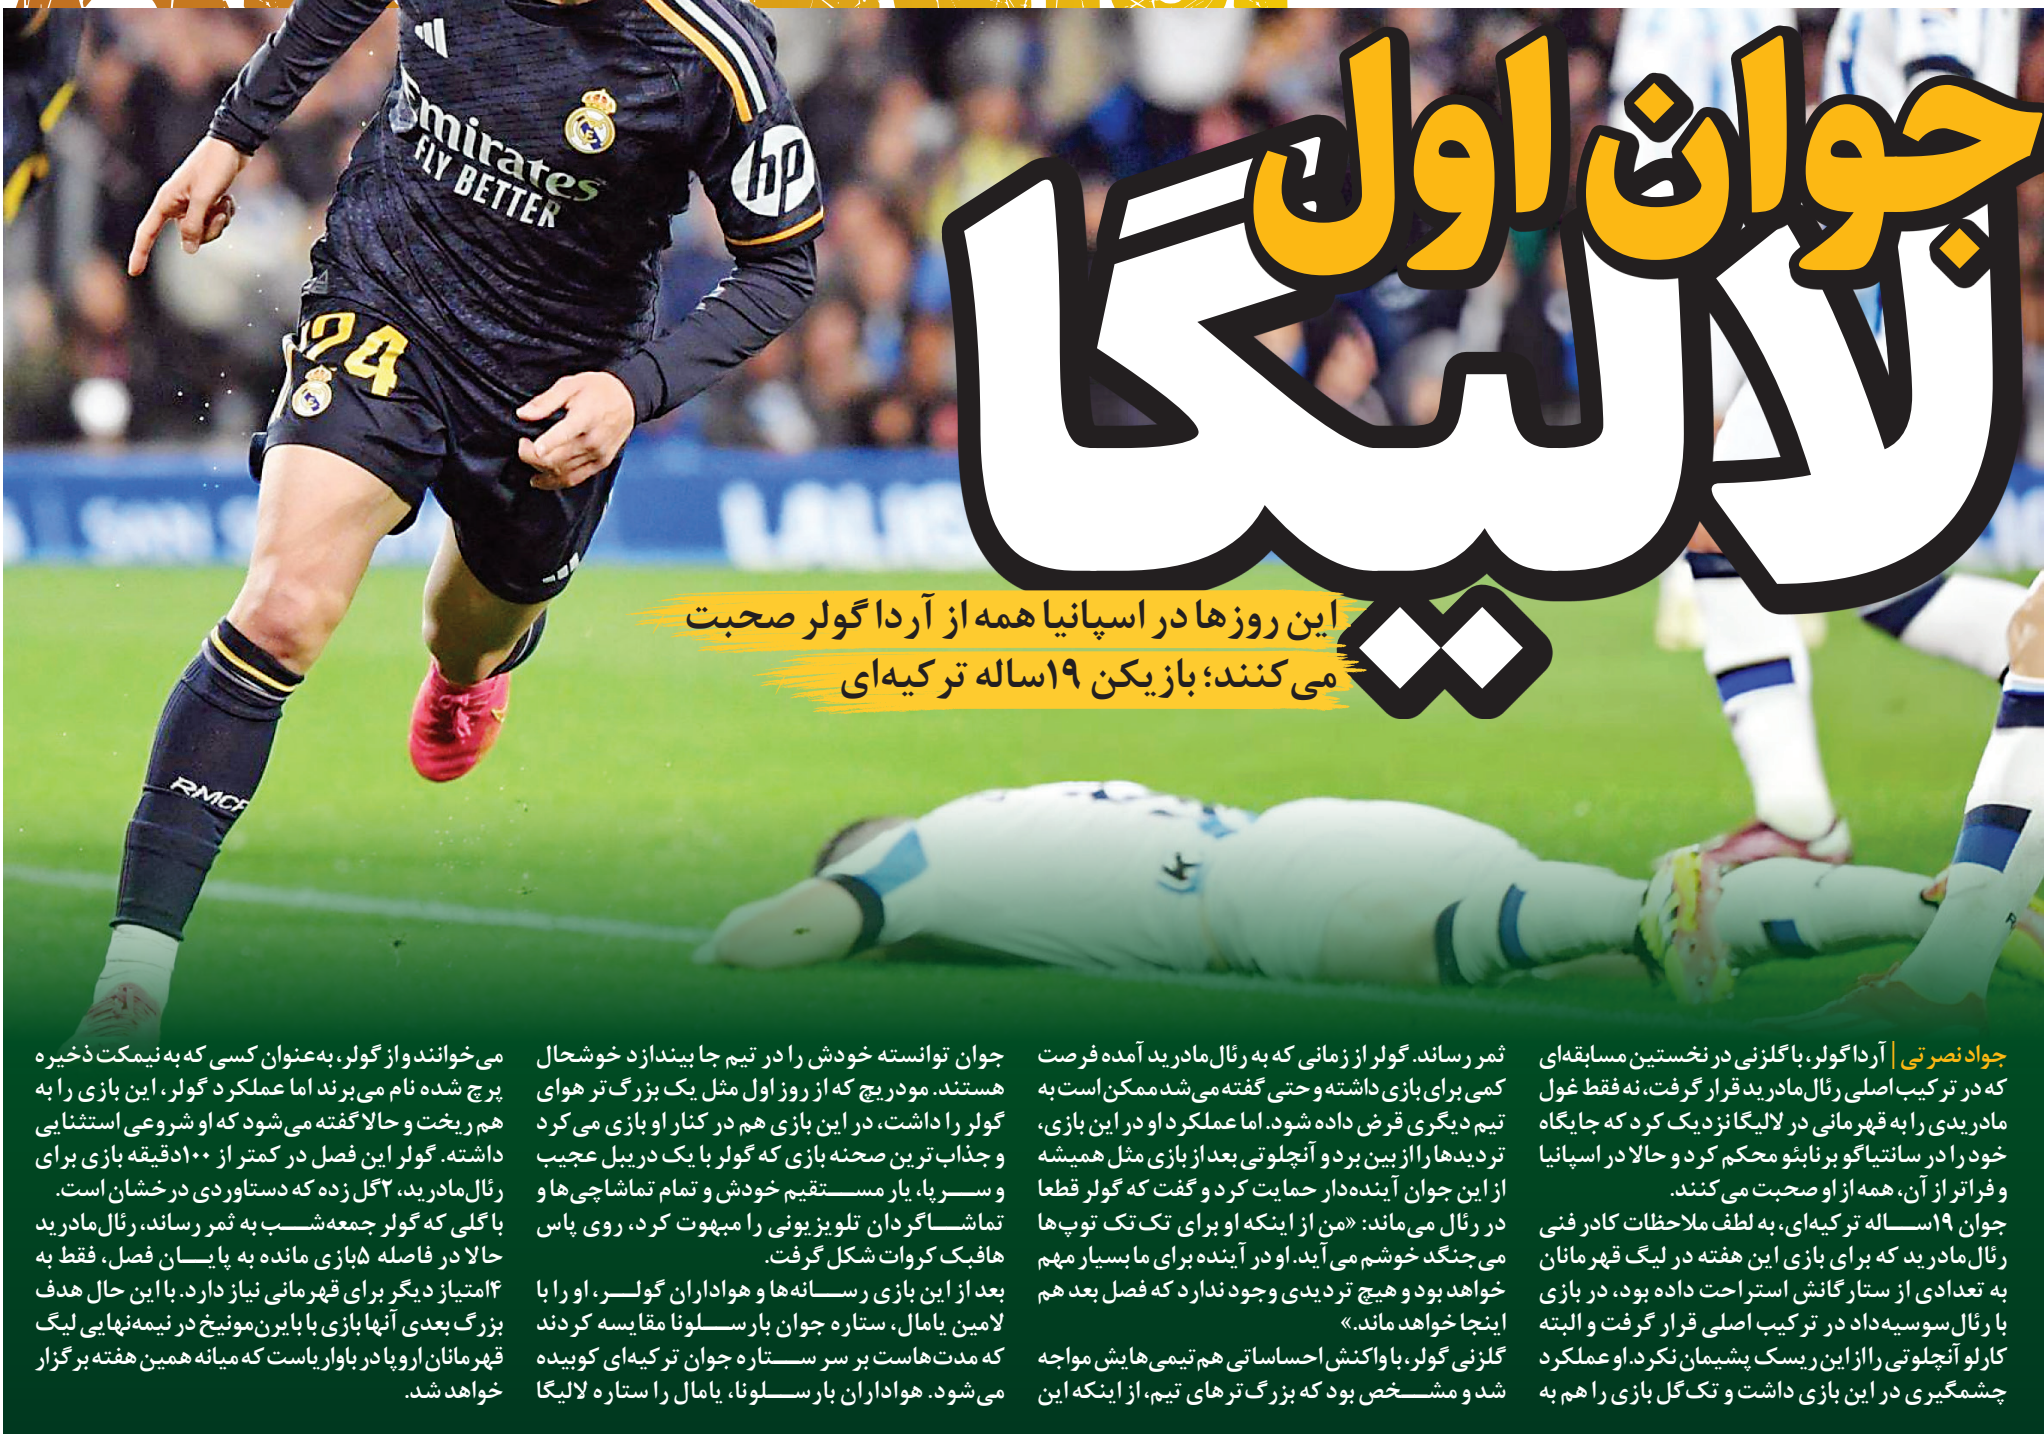 جوان اول
لالیگا
این روزها در اسپانیا همه از آردا گولر صحبت
می‌کنند؛ بازیکن ۱۹ساله ترکیه‌ای
Emirates
FLY BETTER
hp
24
RMCF
جواد نصرتی | آردا گولر، با گلزنی در نخستین مسابقه‌ای
که در ترکیب اصلی رئال‌مادرید قرار گرفت، نه فقط غول
مادریدی را به قهرمانی در لالیگا نزدیک کرد که جایگاه
خود را در سانتیاگو برنابئو محکم کرد و حالا در اسپانیا
و فراتر از آن، همه از او صحبت می‌کنند.
جوان ۱۹ساله ترکیه‌ای، به لطف ملاحظات کادر فنی
رئال‌مادرید که برای بازی این هفته در لیگ قهرمانان
به تعدادی از ستارگانش استراحت داده بود، در بازی
با رئال‌سوسیه‌داد در ترکیب اصلی قرار گرفت و البته
کارلو آنچلوتی را از این ریسک پشیمان نکرد. او عملکرد
چشمگیری در این بازی داشت و تک‌گل بازی را هم به
ثمر رساند. گولر از زمانی که به رئال‌مادرید آمده فرصت
کمی برای بازی داشته و حتی گفته می‌شد ممکن است به
تیم دیگری قرض داده شود. اما عملکرد او در این بازی،
تردیدها را از بین برد و آنچلوتی بعد از بازی مثل همیشه
از این جوان آینده‌دار حمایت کرد و گفت که گولر قطعا
در رئال می‌ماند: «من از اینکه او برای تک‌تک توپ‌ها
می‌جنگد خوشم می‌آید. او در آینده برای ما بسیار مهم
خواهد بود و هیچ تردیدی وجود ندارد که فصل بعد هم
اینجا خواهد ماند.»
گلزنی گولر، با واکنش احساساتی هم‌تیمی‌هایش مواجه
شد و مشخص بود که بزرگ‌ترهای تیم، از اینکه این
جوان توانسته خودش را در تیم جا بیندازد خوشحال
هستند. مودریچ که از روز اول مثل یک بزرگ‌تر هوای
گولر را داشت، در این بازی هم در کنار او بازی می‌کرد
و جذاب‌ترین صحنه بازی که گولر با یک دریبل عجیب
و سرپا، یار مستقیم خودش و تمام تماشاچی‌ها و
تماشاگردان تلویزیونی را مبهوت کرد، روی پاس
هافبک کروات شکل گرفت.
بعد از این بازی رسانه‌ها و هواداران گولر، او را با
لامین یامال، ستاره جوان بارسلونا مقایسه کردند
که مدت‌هاست بر سر ستاره جوان ترکیه‌ای کوبیده
می‌شود. هواداران بارسلونا، یامال را ستاره لالیگا
می‌خوانند و از گولر، به‌عنوان کسی که به نیمکت ذخیره
پرچ شده نام می‌برند اما عملکرد گولر، این بازی را به
هم ریخت و حالا گفته می‌شود که او شروعی استثنایی
داشته. گولر این فصل در کمتر از ۱۰۰دقیقه بازی برای
رئال‌مادرید، ۲گل زده که دستاوردی درخشان است.
با گلی که گولر جمعه‌شب به ثمر رساند، رئال‌مادرید
حالا در فاصله ۵بازی مانده به پایان فصل، فقط به
۴امتیاز دیگر برای قهرمانی نیاز دارد. با این حال هدف
بزرگ بعدی آنها بازی با بایرن‌مونیخ در نیمه‌نهایی لیگ
قهرمانان اروپا در باواریاست که میانه همین هفته برگزار
خواهد شد.